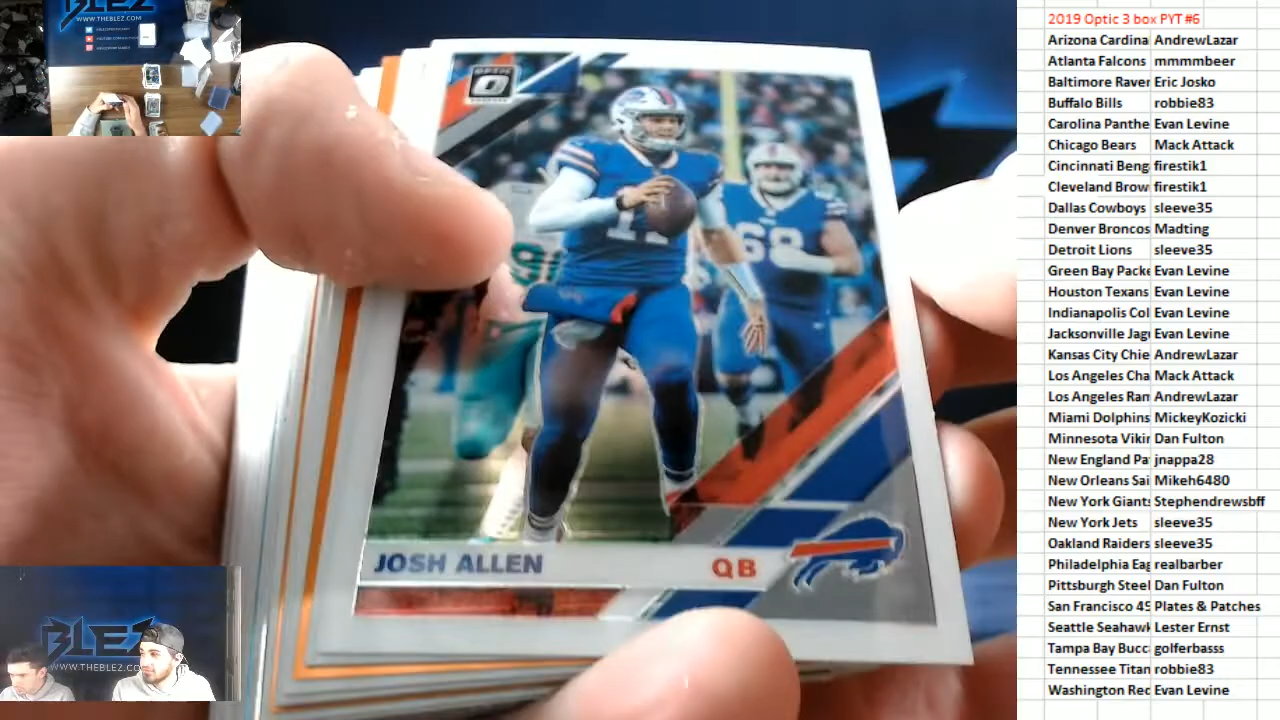 BLEZ
WWW.THEBLEZ.COM
OPTIC
JOSH ALLEN QB
68
BLEZ
WWW.THEBLEZ.CO
2019 Optic 3 box PYT #6
Arizona Cardina AndrewLazar
Atlanta Falcons mmmmbeer
Baltimore Raver Eric Josko
Buffalo Bills robbie83
Carolina Panthe Evan Levine
Chicago Bears Mack Attack
Cincinnati Beng firestik1
Cleveland Brow firestik1
Dallas Cowboys sleeve35
Denver Broncos Madting
Detroit Lions sleeve35
Green Bay Packe Evan Levine
Houston Texans Evan Levine
Indianapolis Col Evan Levine
Jacksonville Jagu Evan Levine
Kansas City Chie AndrewLazar
Los Angeles Cha Mack Attack
Los Angeles Ran AndrewLazar
Miami Dolphins MickeyKozicki
Minnesota Vikin Dan Fulton
New England Pa jnappa28
New Orleans Sai Mikeh6480
New York Giants Stephendrewsbff
New York Jets sleeve35
Oakland Raiders sleeve35
Philadelphia Eag realbarber
Pittsburgh Steel Dan Fulton
San Francisco 49 Plates & Patches
Seattle Seahawk Lester Ernst
Tampa Bay Bucc golferbasss
Tennessee Titan robbie83
Washington Red Evan Levine